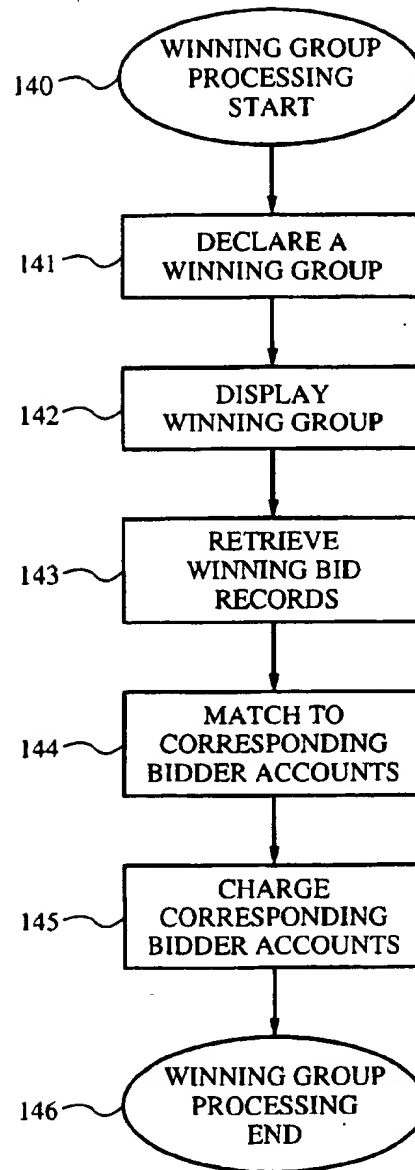 140
WINNING GROUP
PROCESSING
START
141
DECLARE A
WINNING GROUP
142
DISPLAY
WINNING GROUP
143
RETRIEVE
WINNING BID
RECORDS
144
MATCH TO
CORRESPONDING
BIDDER ACCOUNTS
145
CHARGE
CORRESPONDING
BIDDER ACCOUNTS
146
WINNING GROUP
PROCESSING
END